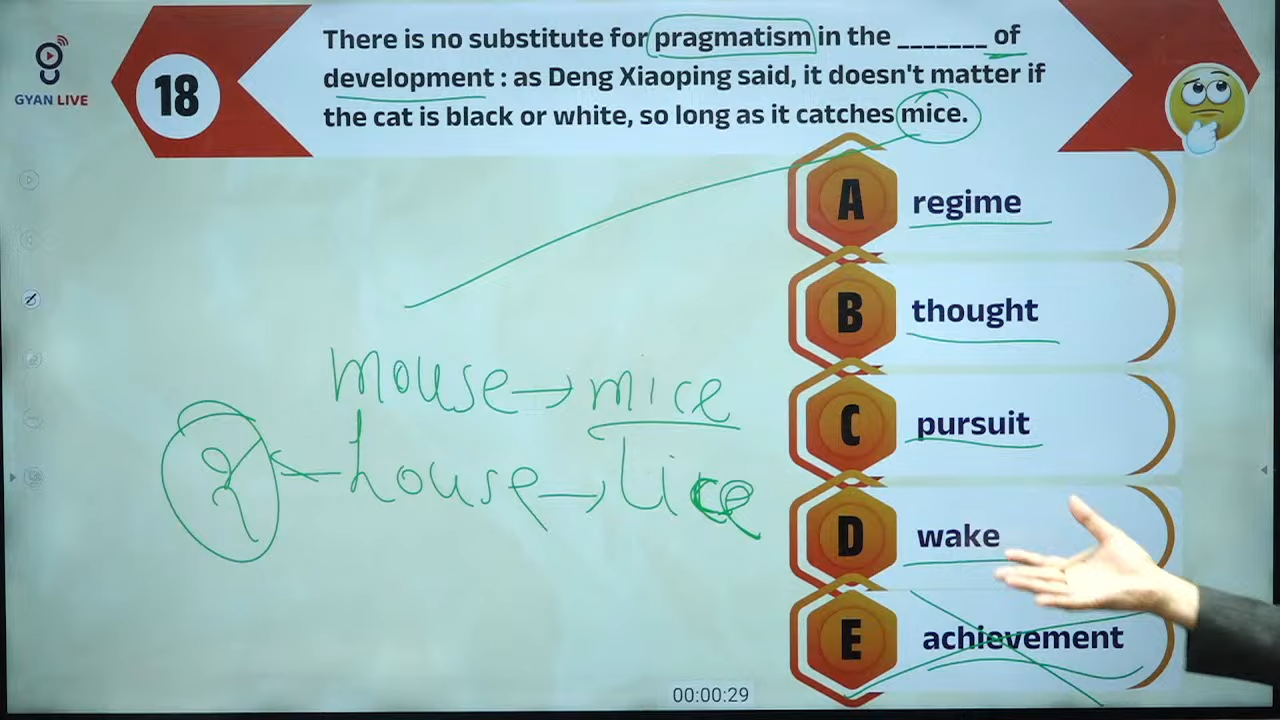 GYAN LIVE
18
There is no substitute for pragmatism in the _______ of
development : as Deng Xiaoping said, it doesn't matter if
the cat is black or white, so long as it catches mice.
A regime
B thought
C pursuit
D wake
E achievement
mouse → mice
house → lice
00:00:29